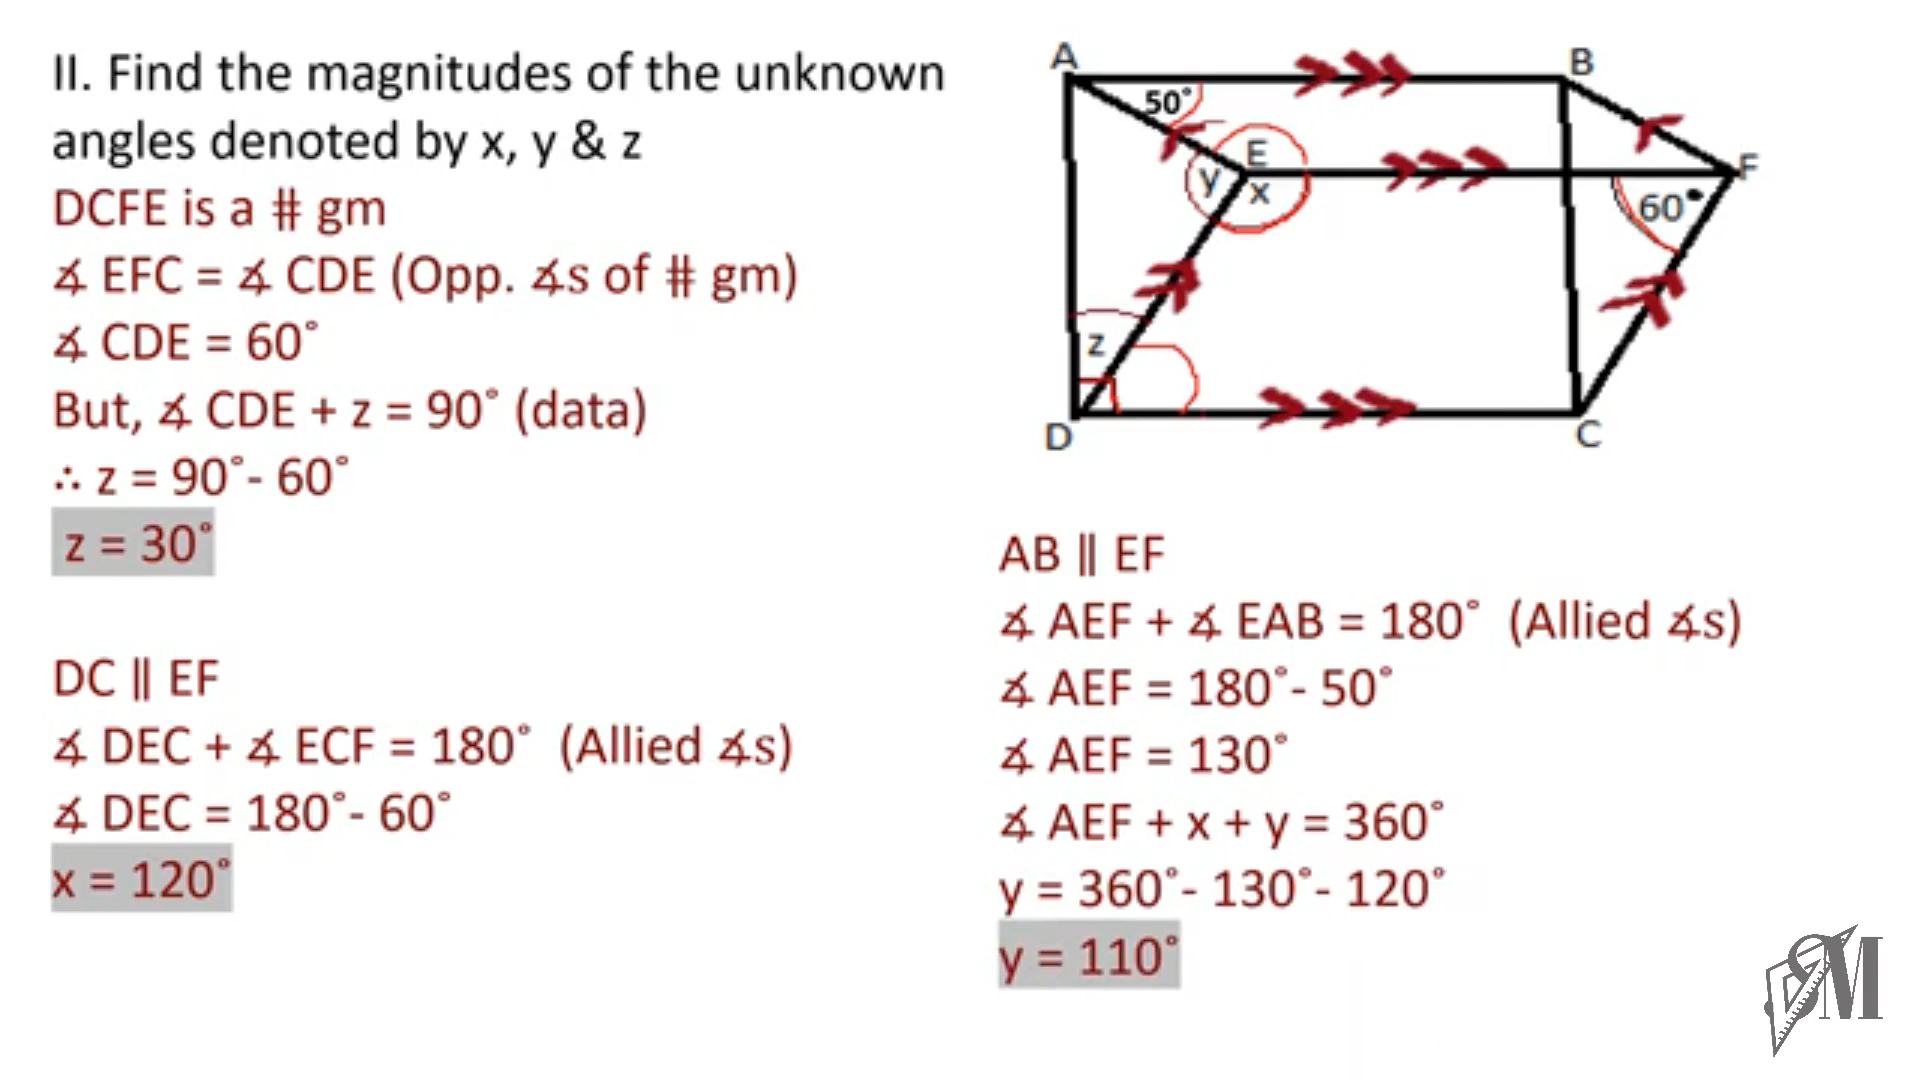 II. Find the magnitudes of the unknown
angles denoted by x, y & z
DCFE is a # gm
∡ EFC = ∡ CDE (Opp. ∡s of # gm)
∡ CDE = 60°
But, ∡ CDE + z = 90° (data)
∴ z = 90°- 60°
z = 30°
DC || EF
∡ DEC + ∡ ECF = 180° (Allied ∡s)
∡ DEC = 180°- 60°
x = 120°
A
B
50°
E
F
y
x
60°
z
D
C
AB || EF
∡ AEF + ∡ EAB = 180° (Allied ∡s)
∡ AEF = 180°- 50°
∡ AEF = 130°
∡ AEF + x + y = 360°
y = 360°- 130°- 120°
y = 110°
SM